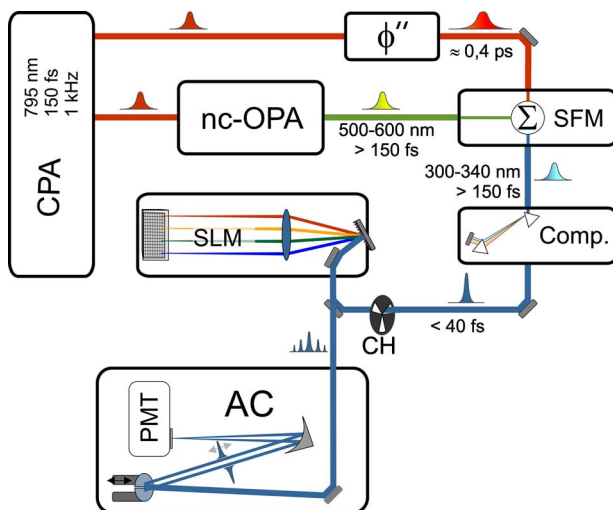 CPA
795 nm
150 fs
1 kHz
ϕ″
≈ 0,4 ps
nc-OPA
500-600 nm
> 150 fs
Σ
SFM
300-340 nm
> 150 fs
SLM
Comp.
CH
< 40 fs
AC
PMT